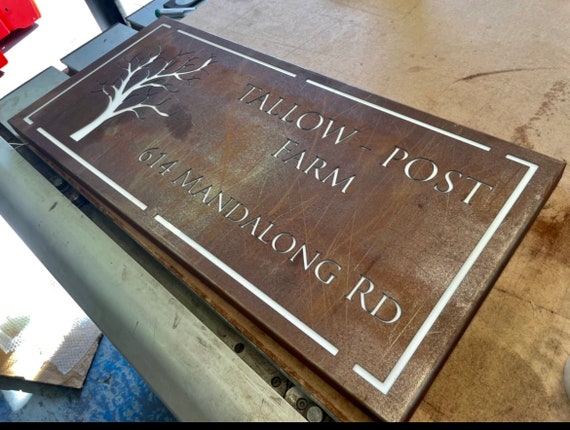 TALLOW - POST
FARM
614 MANDALONG RD